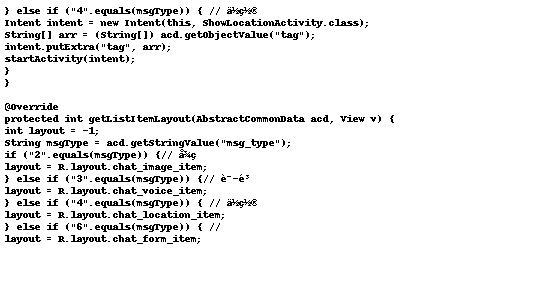 } else if ("4".equals(msgType)) { // ä½ç½®
Intent intent = new Intent(this, ShowLocationActivity.class);
String[] arr = (String[]) acd.getObjectValue("tag");
intent.putExtra("tag", arr);
startActivity(intent);
}
}
@Override
protected int getListItemLayout(AbstractCommonData acd, View v) {
int layout = -1;
String msgType = acd.getStringValue("msg_type");
if ("2".equals(msgType)) {//
layout = R.layout.chat_image_item;
} else if ("3".equals(msgType)) {// è¯­é³
layout = R.layout.chat_voice_item;
} else if ("4".equals(msgType)) { // ä½ç½®
layout = R.layout.chat_location_item;
} else if ("6".equals(msgType)) { //
layout = R.layout.chat_form_item;